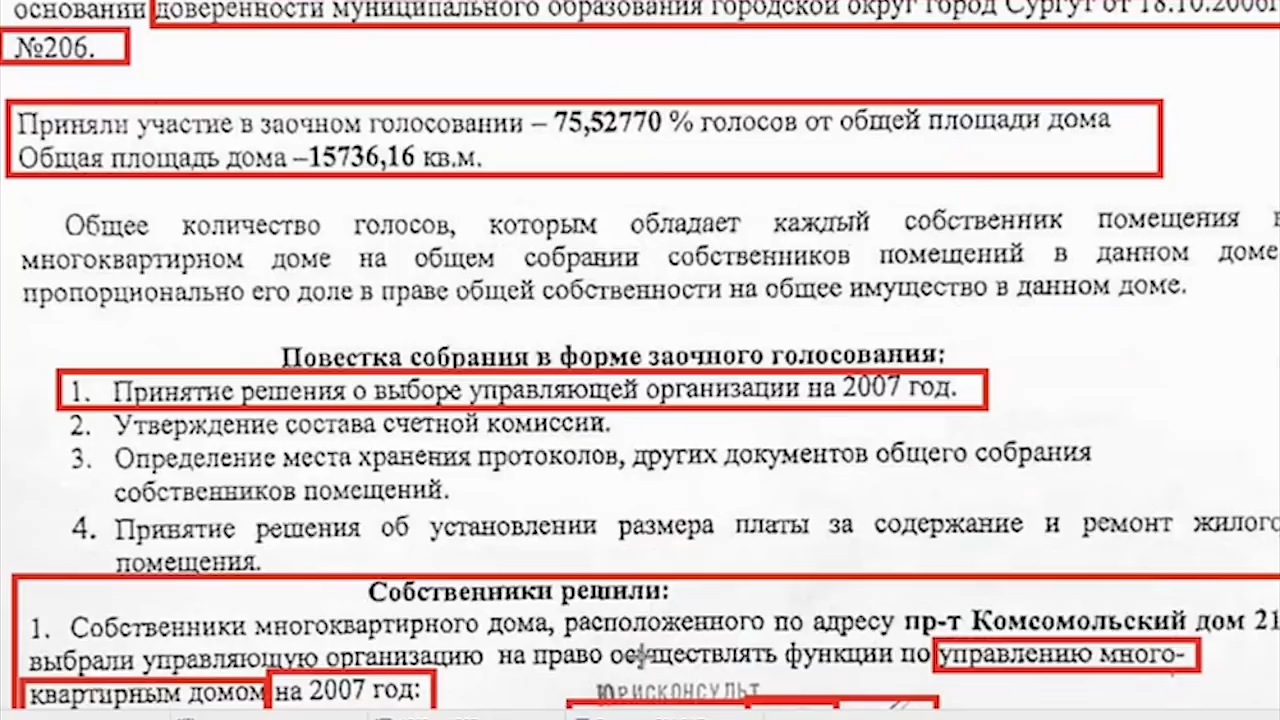 основании доверенности муниципального образования городской округ город Сургут от 18.10.2006г
№206.
Приняли участие в заочном голосовании – 75,52770 % голосов от общей площади дома
Общая площадь дома –15736,16 кв.м.
Общее количество голосов, которым обладает каждый собственник помещения в
многоквартирном доме на общем собрании собственников помещений в данном доме
пропорционально его доле в праве общей собственности на общее имущество в данном доме.
Повестка собрания в форме заочного голосования:
1. Принятие решения о выборе управляющей организации на 2007 год.
2. Утверждение состава счетной комиссии.
3. Определение места хранения протоколов, других документов общего собрания
собственников помещений.
4. Принятие решения об установлении размера платы за содержание и ремонт жилого
помещения.
Собственники решили:
1. Собственники многоквартирного дома, расположенного по адресу пр-т Комсомольский дом 21
выбрали управляющую организацию на право осуществлять функции по управлению много-
квартирным домом на 2007 год:
ЮРИСКОНСУЛЬТ